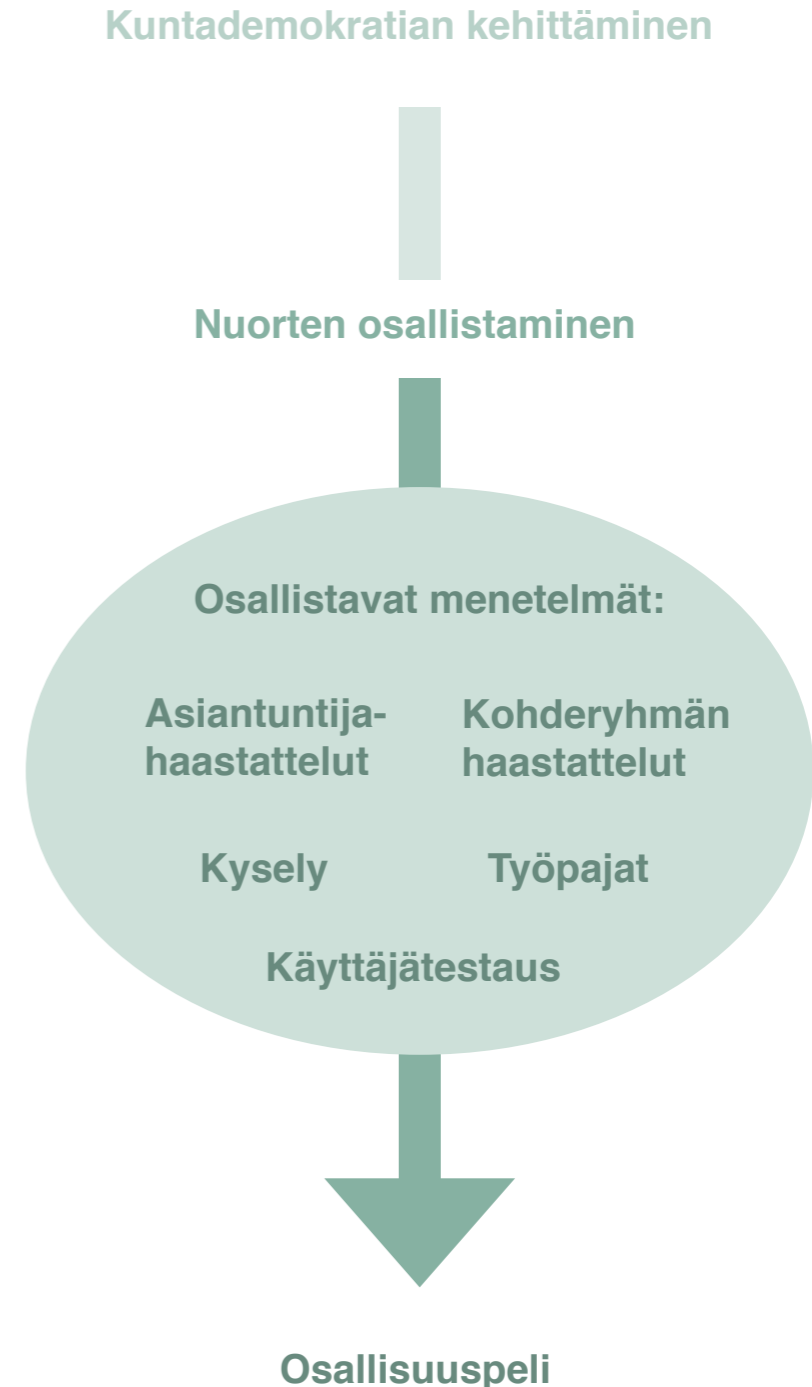 Kuntademokratian kehittäminen
Nuorten osallistaminen
Osallistavat menetelmät:
Asiantuntija-
haastattelut
Kohderyhmän
haastattelut
Kysely
Työpajat
Käyttäjätestaus
Osallisuuspeli